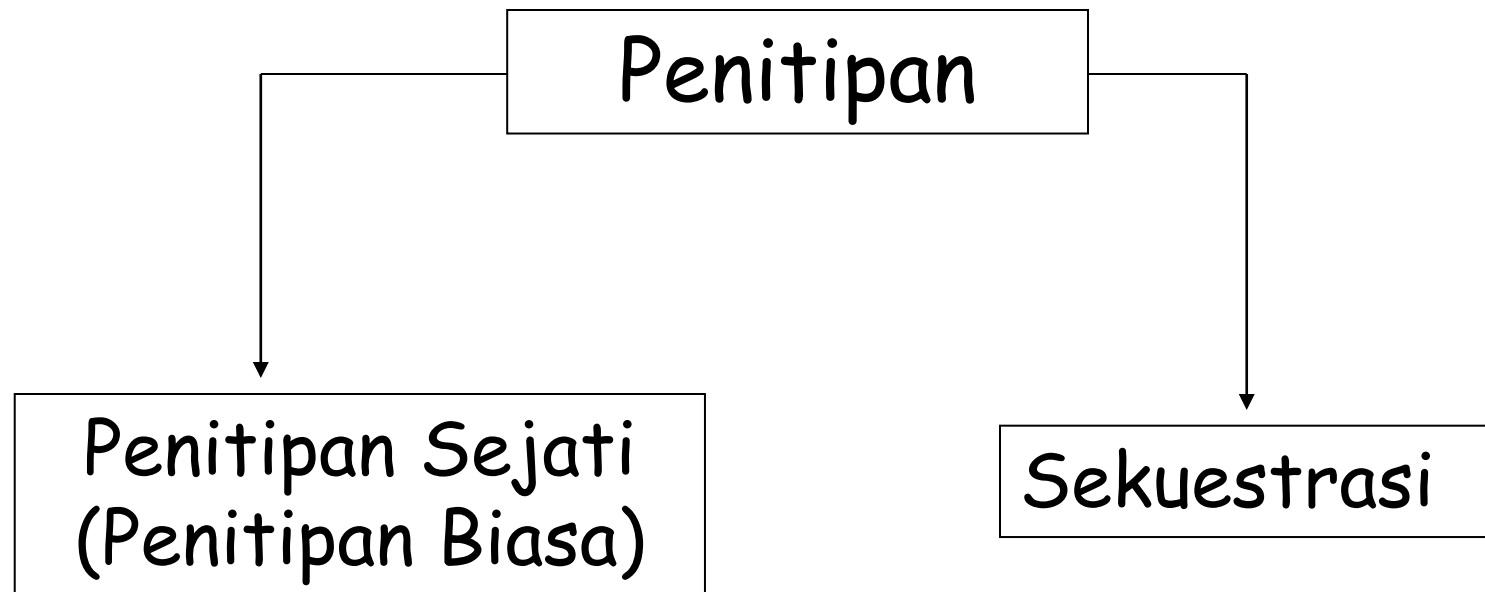 Penitipan
Penitipan Sejati
(Penitipan Biasa)
Sekuestrasi